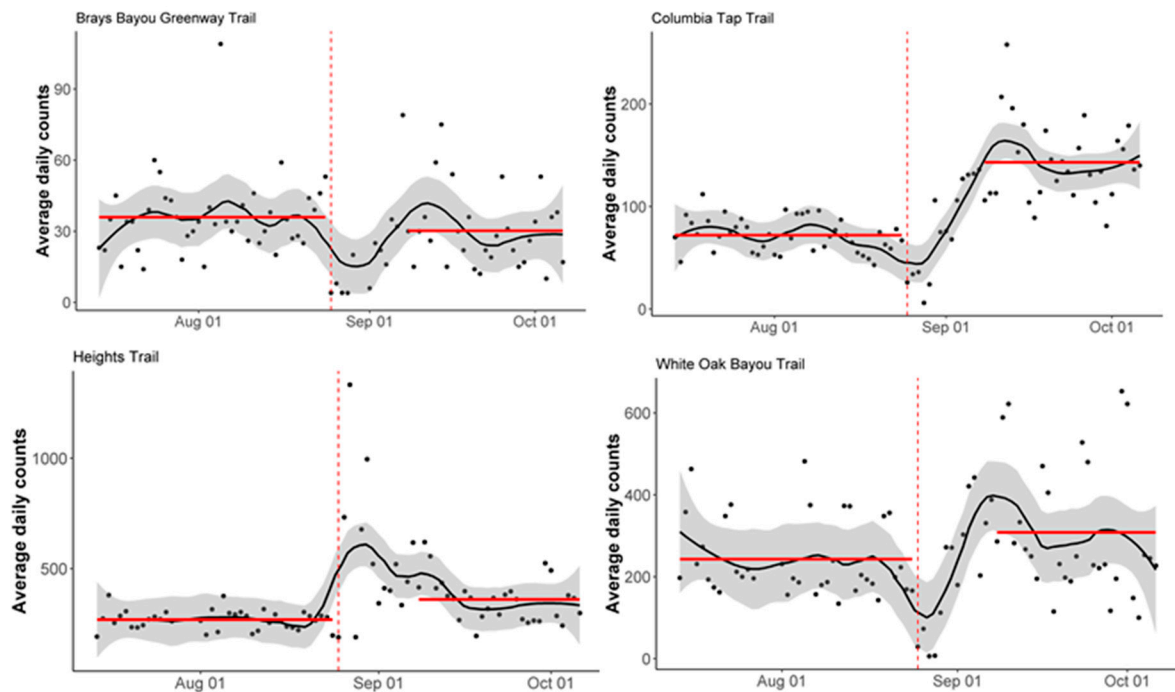 Brays Bayou Greenway Trail
Average daily counts
90
60
30
0
Aug 01 Sep 01 Oct 01
Columbia Tap Trail
Average daily counts
200
100
0
Aug 01 Sep 01 Oct 01
Heights Trail
Average daily counts
1000
500
Aug 01 Sep 01 Oct 01
White Oak Bayou Trail
Average daily counts
600
400
200
0
Aug 01 Sep 01 Oct 01